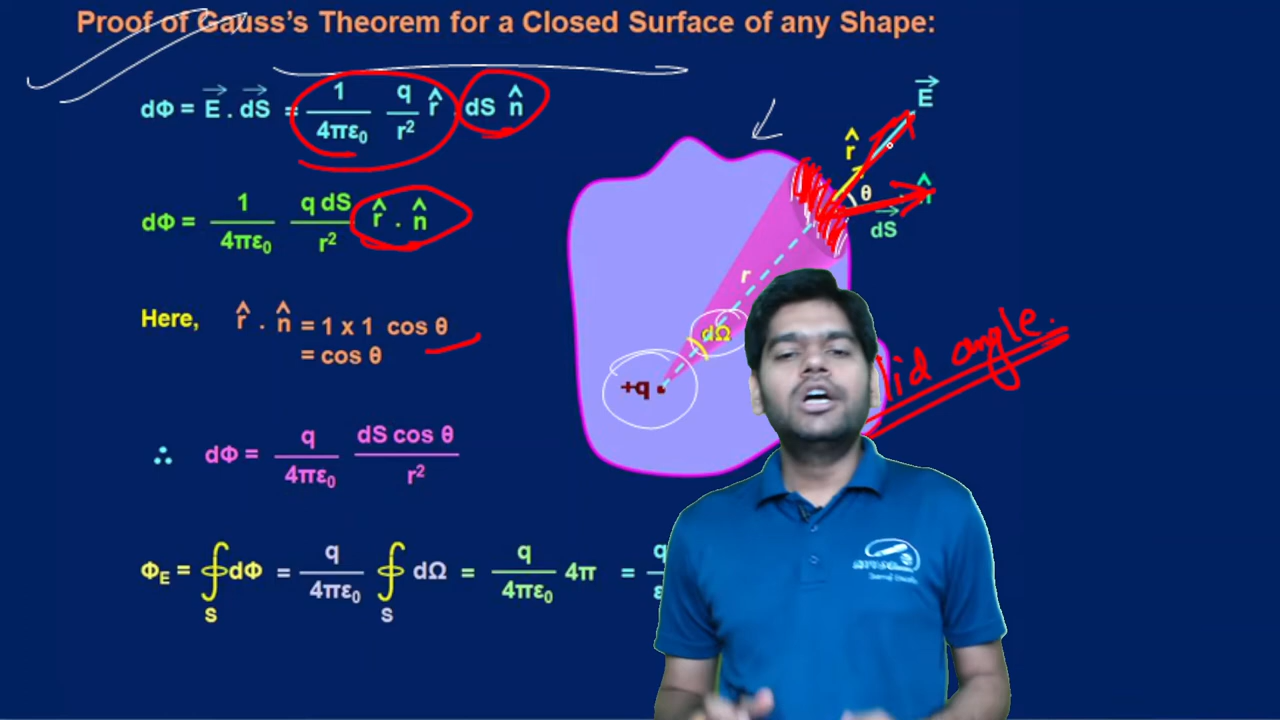 Proof of Gauss's Theorem for a Closed Surface of any Shape:
dΦ = E⃗ . dS⃗ = 1/4πε₀ q/r² r̂ . dS n̂
dΦ = 1/4πε₀ q dS/r² r̂ . n̂
Here, r̂ . n̂ = 1 x 1 cos θ
= cos θ
∴ dΦ = q/4πε₀ dS cos θ/r²
Φ_E = ∮_S dΦ = q/4πε₀ ∮_S dΩ = q/4πε₀ 4π = q/ε
E⃗
r̂
θ
n̂
dS⃗
r
dΩ
+q
lid angle.